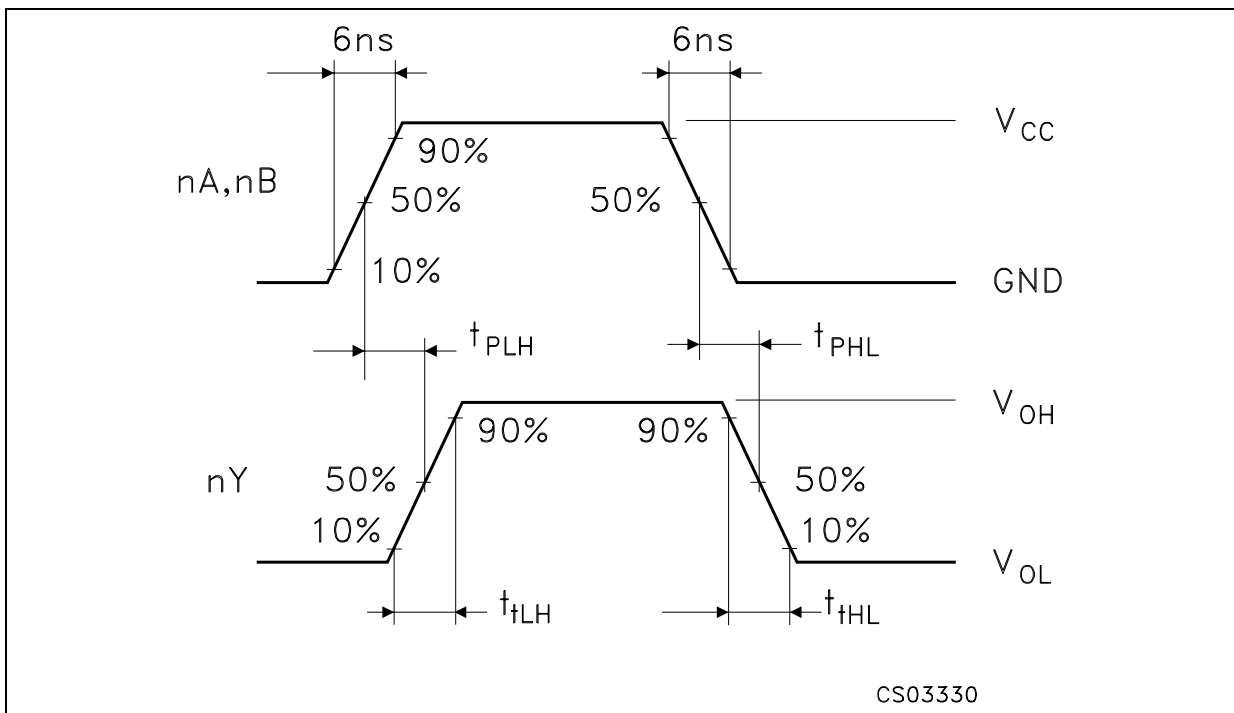 6ns 6ns
V_CC
90%
nA,nB
50% 50%
10%
GND
t_PLH t_PHL
V_OH
90% 90%
nY
50% 50%
10% 10%
V_OL
t_tLH t_tHL
CS03330